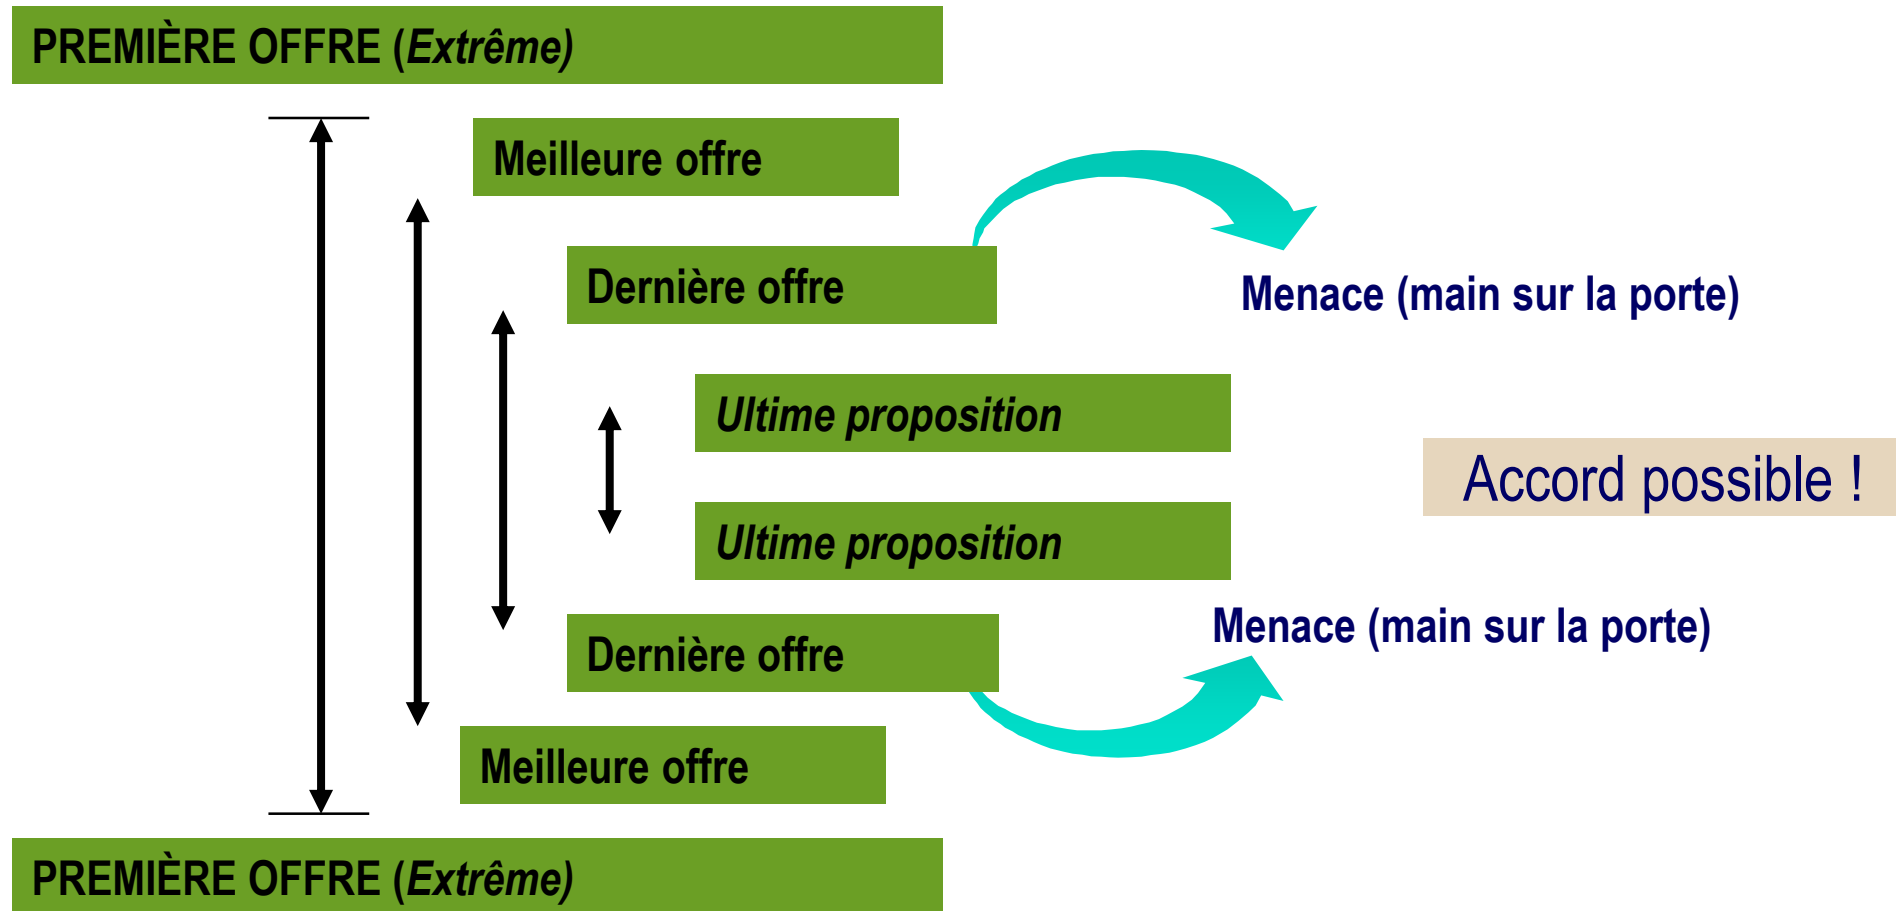 PREMIÈRE OFFRE (Extrême)
Meilleure offre
Dernière offre
Menace (main sur la porte)
Ultime proposition
Accord possible !
Ultime proposition
Menace (main sur la porte)
Dernière offre
Meilleure offre
PREMIÈRE OFFRE (Extrême)